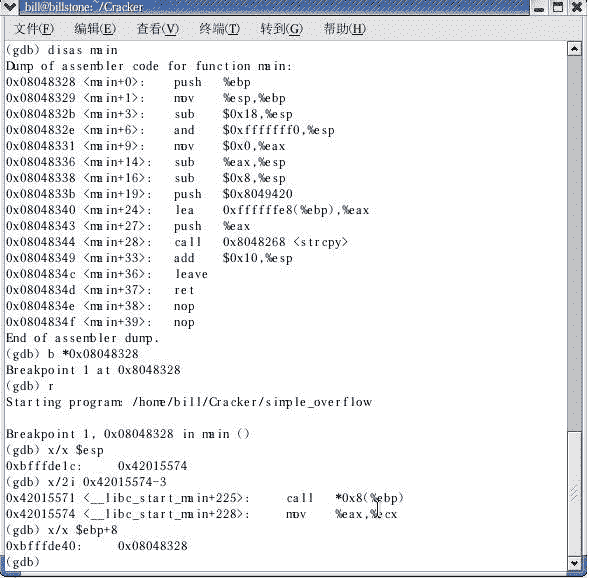 bill@billstone: ~/Cracker
文件(F) 编辑(E) 查看(V) 终端(T) 转到(G) 帮助(H)
(gdb) disas main
Dump of assembler code for function main:
0x08048328 <main+0>: push %ebp
0x08048329 <main+1>: mov %esp,%ebp
0x0804832b <main+3>: sub $0x18,%esp
0x0804832e <main+6>: and $0xfffffff0,%esp
0x08048331 <main+9>: mov $0x0,%eax
0x08048336 <main+14>: sub %eax,%esp
0x08048338 <main+16>: sub $0x8,%esp
0x0804833b <main+19>: push $0x8049420
0x08048340 <main+24>: lea 0xffffffe8(%ebp),%eax
0x08048343 <main+27>: push %eax
0x08048344 <main+28>: call 0x8048268 <strcpy>
0x08048349 <main+33>: add $0x10,%esp
0x0804834c <main+36>: leave
0x0804834d <main+37>: ret
0x0804834e <main+38>: nop
0x0804834f <main+39>: nop
End of assembler dump.
(gdb) b *0x08048328
Breakpoint 1 at 0x8048328
(gdb) r
Starting program: /home/bill/Cracker/simple_overflow

Breakpoint 1, 0x08048328 in main ()
(gdb) x/x $esp
0xbfffde1c: 0x42015574
(gdb) x/2i 0x42015574-3
0x42015571 <__libc_start_main+225>: call *0x8(%ebp)
0x42015574 <__libc_start_main+228>: mov %eax,%ecx
(gdb) x/x $ebp+8
0xbfffde40: 0x08048328
(gdb)